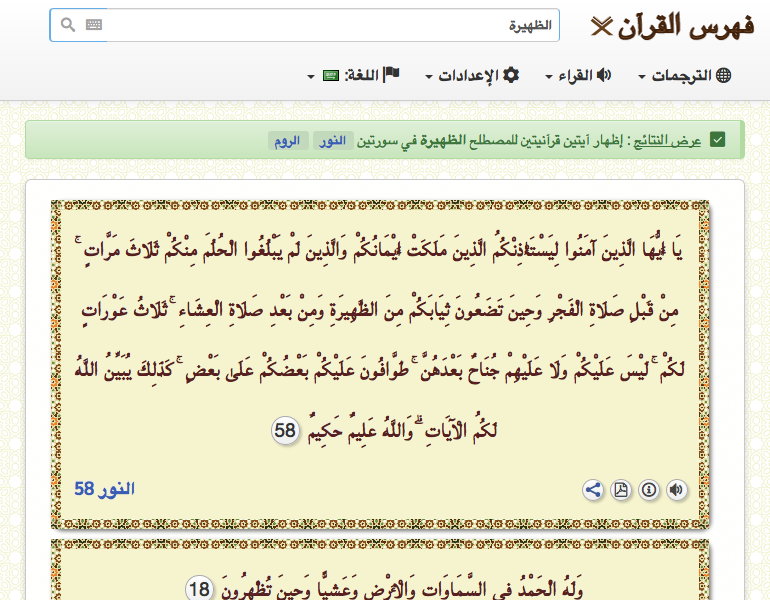 فهرس القرآن
الظهيرة
الترجمات القراء الإعدادات اللغة:
عرض النتائج : إظهار آيتين قرآنيتين للمصطلح الظهيرة في سورتين النور الروم
يَا أَيُّهَا الَّذِينَ آمَنُوا لِيَسْتَأْذِنْكُمُ الَّذِينَ مَلَكَتْ أَيْمَانُكُمْ وَالَّذِينَ لَمْ يَبْلُغُوا الْحُلُمَ مِنْكُمْ ثَلَاثَ مَرَّاتٍ ۚ
مِنْ قَبْلِ صَلَاةِ الْفَجْرِ وَحِينَ تَضَعُونَ ثِيَابَكُمْ مِنَ الظَّهِيرَةِ وَمِنْ بَعْدِ صَلَاةِ الْعِشَاءِ ۚ ثَلَاثُ عَوْرَاتٍ
لَكُمْ ۚ لَيْسَ عَلَيْكُمْ وَلَا عَلَيْهِمْ جُنَاحٌ بَعْدَهُنَّ ۚ طَوَّافُونَ عَلَيْكُمْ بَعْضُكُمْ عَلَىٰ بَعْضٍ ۚ كَذَٰلِكَ يُبَيِّنُ اللَّهُ
لَكُمُ الْآيَاتِ ۗ وَاللَّهُ عَلِيمٌ حَكِيمٌ 58
النور 58
وَلَهُ الْحَمْدُ فِي السَّمَاوَاتِ وَالْأَرْضِ وَعَشِيًّا وَحِينَ تُظْهِرُونَ 18